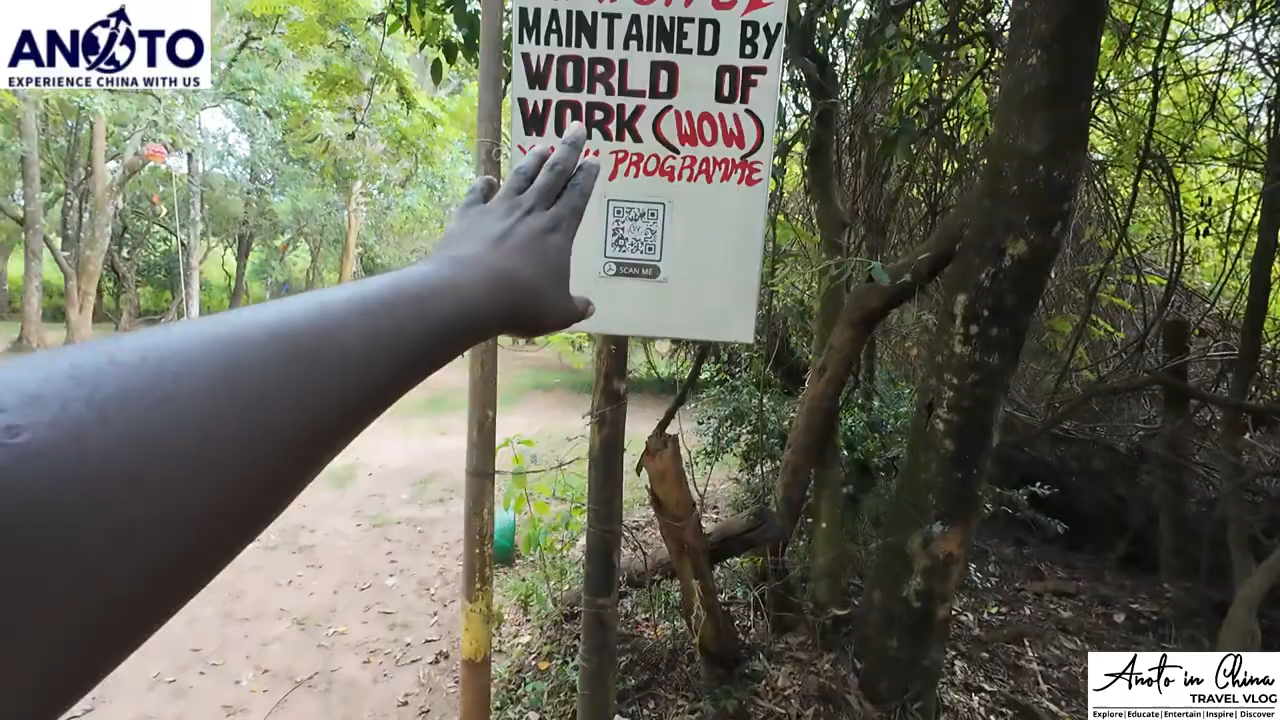 ANOTO
EXPERIENCE CHINA WITH US
MAINTAINED BY
WORLD OF
WORK (WOW)
PROGRAMME
SCAN ME
Anoto in China
TRAVEL VLOG
Explore|Educate|Entertain|Inspire|Discover